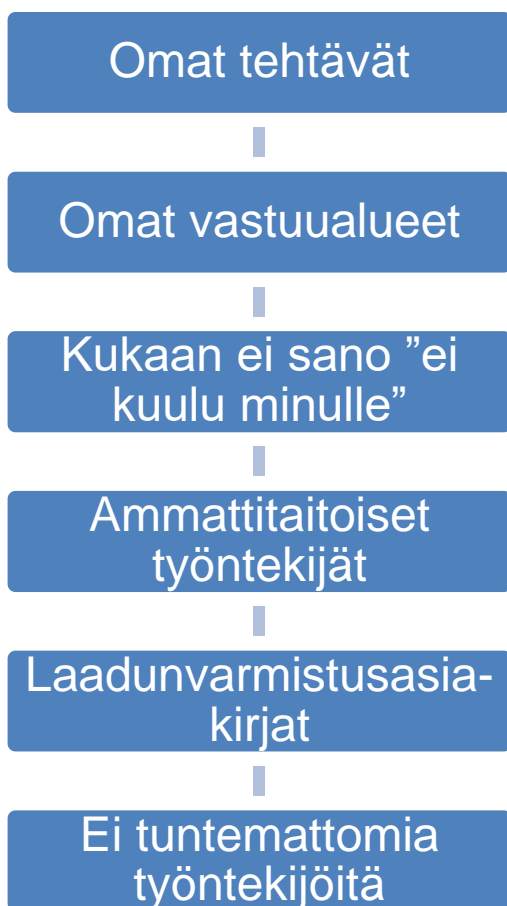 Omat tehtävät
Omat vastuualueet
Kukaan ei sano ”ei
kuulu minulle”
Ammattitaitoiset
työntekijät
Laadunvarmistusasia-
kirjat
Ei tuntemattomia
työntekijöitä